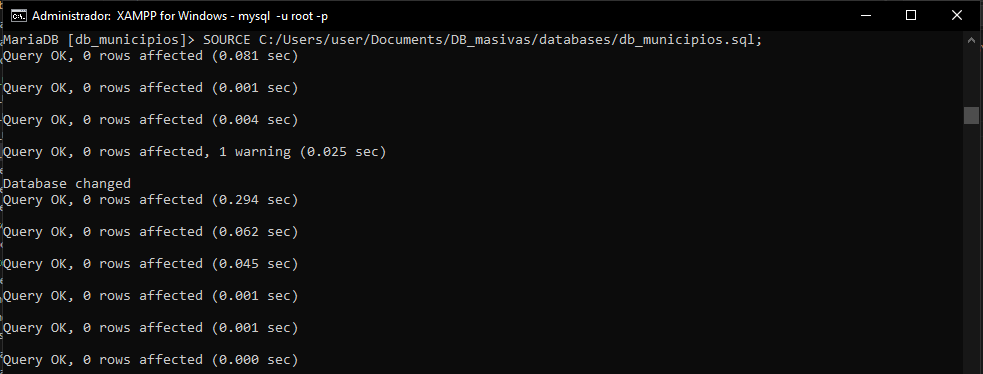 Administrador: XAMPP for Windows - mysql -u root -p
MariaDB [db_municipios]> SOURCE C:/Users/user/Documents/DB_masivas/databases/db_municipios.sql;
Query OK, 0 rows affected (0.081 sec)
Query OK, 0 rows affected (0.001 sec)
Query OK, 0 rows affected (0.004 sec)
Query OK, 0 rows affected, 1 warning (0.025 sec)
Database changed
Query OK, 0 rows affected (0.294 sec)
Query OK, 0 rows affected (0.062 sec)
Query OK, 0 rows affected (0.045 sec)
Query OK, 0 rows affected (0.001 sec)
Query OK, 0 rows affected (0.001 sec)
Query OK, 0 rows affected (0.000 sec)